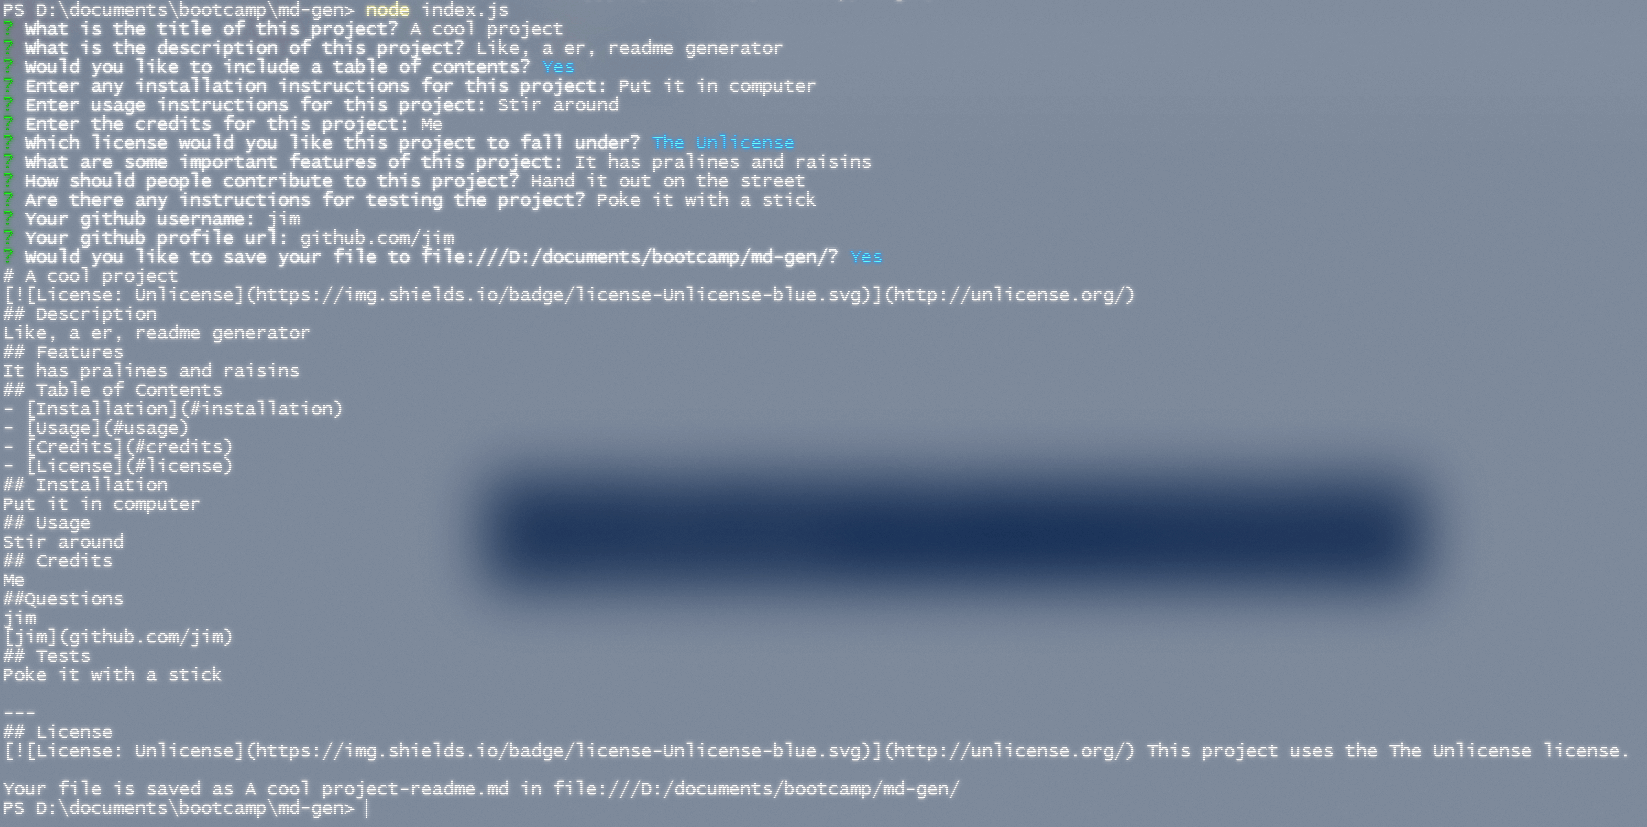 PS D:\documents\bootcamp\md-gen> node index.js
? What is the title of this project? A cool project
? What is the description of this project? Like, a er, readme generator
? Would you like to include a table of contents? Yes
? Enter any installation instructions for this project: Put it in computer
? Enter usage instructions for this project: Stir around
? Enter the credits for this project: Me
? Which license would you like this project to fall under? The Unlicense
? What are some important features of this project: It has pralines and raisins
? How should people contribute to this project? Hand it out on the street
? Are there any instructions for testing the project? Poke it with a stick
? Your github username: jim
? Your github profile url: github.com/jim
? Would you like to save your file to file:///D:/documents/bootcamp/md-gen/? Yes
# A cool project
[![License: Unlicense](https://img.shields.io/badge/license-Unlicense-blue.svg)](http://unlicense.org/)
## Description
Like, a er, readme generator
## Features
It has pralines and raisins
## Table of Contents
- [Installation](#installation)
- [Usage](#usage)
- [Credits](#credits)
- [License](#license)
## Installation
Put it in computer
## Usage
Stir around
## Credits
Me
##Questions
jim
[jim](github.com/jim)
## Tests
Poke it with a stick
---
## License
[![License: Unlicense](https://img.shields.io/badge/license-Unlicense-blue.svg)](http://unlicense.org/) This project uses the The Unlicense license.
Your file is saved as A cool project-readme.md in file:///D:/documents/bootcamp/md-gen/
PS D:\documents\bootcamp\md-gen>